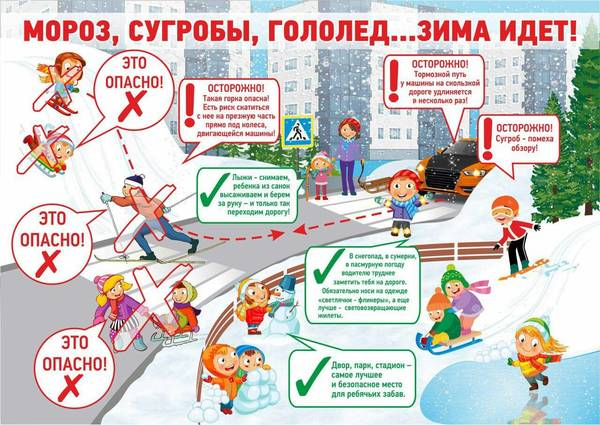 МОРОЗ, СУГРОБЫ, ГОЛОЛЕД...ЗИМА ИДЕТ!
ЭТО
ОПАСНО!
ОСТОРОЖНО!
Такая горка опасна!
Есть риск скатиться
с нее на презжую часть
прямо под колеса,
двигающейся машины!
ОСТОРОЖНО!
Тормозной путь
у машины на скользкой
дороге удлиняется
в несколько раз!
ОСТОРОЖНО!
Сугроб - помеха
обзору!
Лыжи - снимаем,
ребенка из санок
высаживаем и берем
за руку – и только так
переходим дорогу!
ЭТО
ОПАСНО!
В снегопад, в сумерки,
в пасмурную погоду
водителю труднее
заметить тебя на дороге.
Обязательно носи на одежде
«светлячки - фликеры», а еще
лучше - световозвращающие
жилеты.
ЭТО
ОПАСНО!
Двор, парк, стадион –
самое лучшее
и безопасное место
для ребячьих забав.